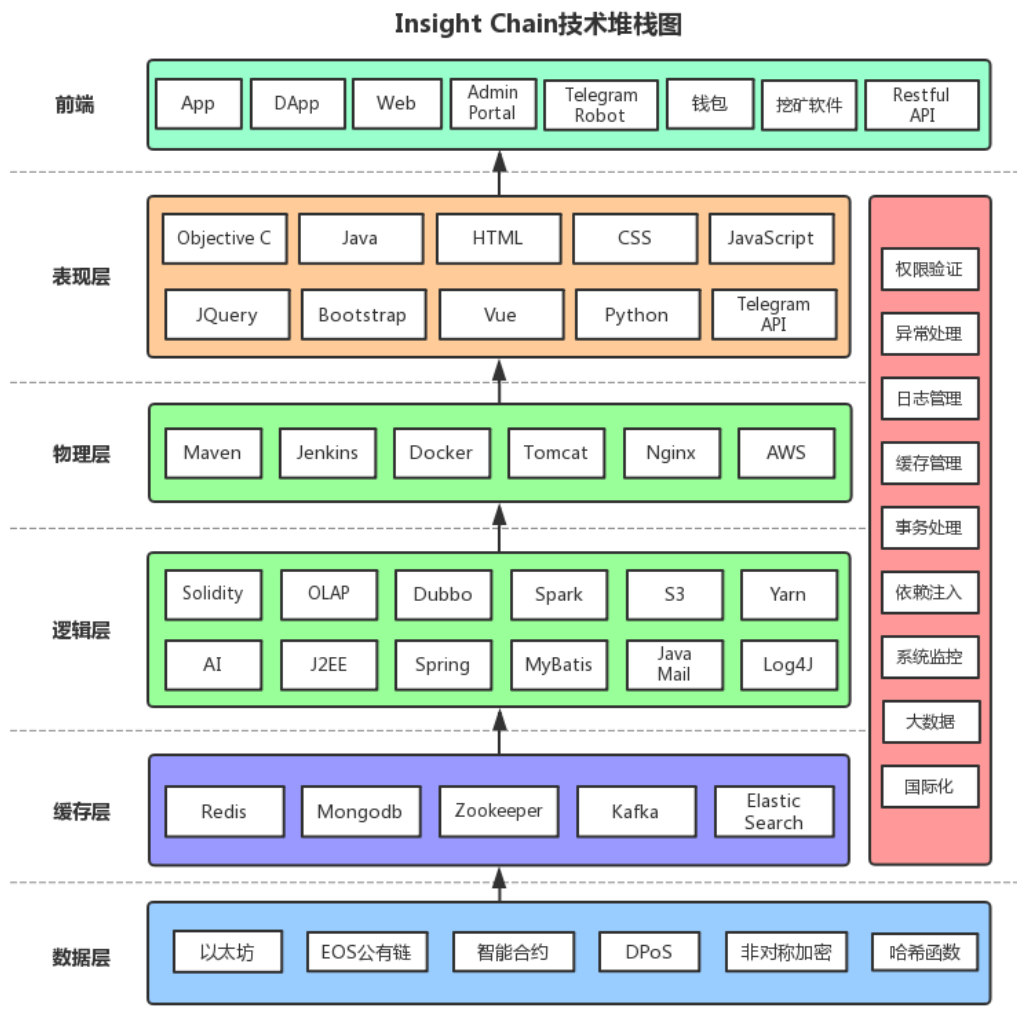 Insight Chain技术堆栈图
前端
App
DApp
Web
Admin
Portal
Telegram
Robot
钱包
挖矿软件
Restful
API
表现层
Objective C
Java
HTML
CSS
JavaScript
JQuery
Bootstrap
Vue
Python
Telegram
API
物理层
Maven
Jenkins
Docker
Tomcat
Nginx
AWS
逻辑层
Solidity
OLAP
Dubbo
Spark
S3
Yarn
AI
J2EE
Spring
MyBatis
Java
Mail
Log4J
缓存层
Redis
Mongodb
Zookeeper
Kafka
Elastic
Search
权限验证
异常处理
日志管理
缓存管理
事务处理
依赖注入
系统监控
大数据
国际化
数据层
以太坊
EOS公有链
智能合约
DPoS
非对称加密
哈希函数